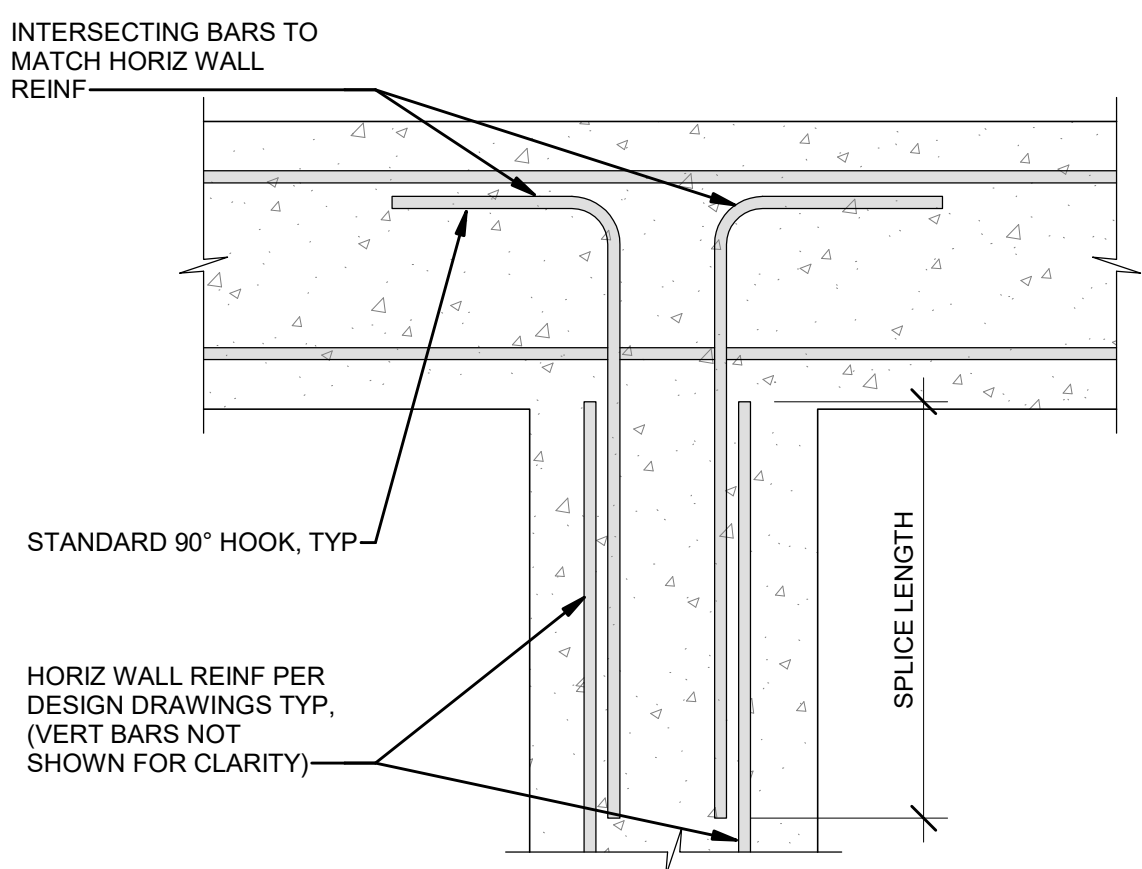 INTERSECTING BARS TO
MATCH HORIZ WALL
REINF
STANDARD 90° HOOK, TYP
SPLICE LENGTH
HORIZ WALL REINF PER
DESIGN DRAWINGS TYP,
(VERT BARS NOT
SHOWN FOR CLARITY)